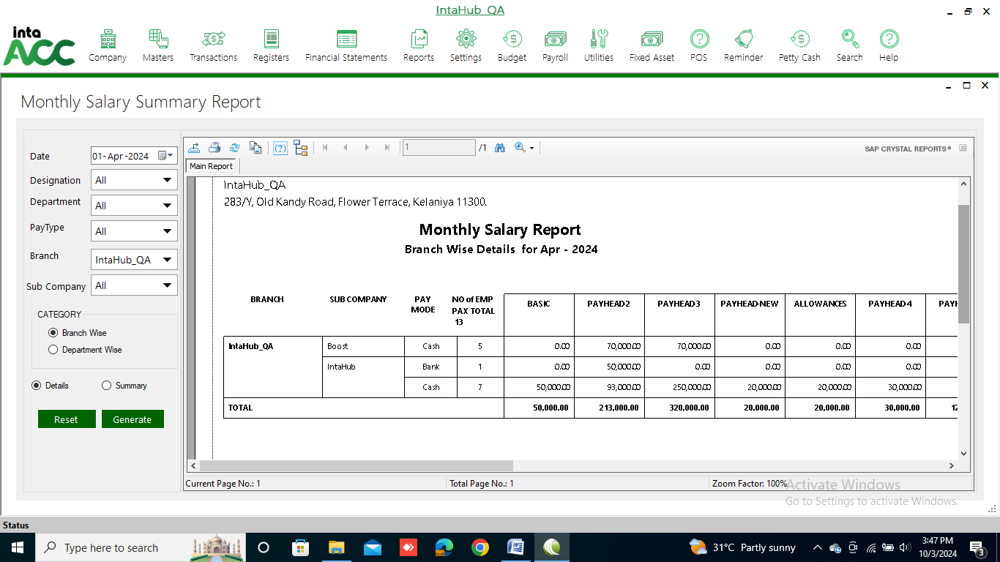 IntaHub_QA
inta
ACC
Company Masters Transactions Registers Financial Statements Reports Settings Budget Payroll Utilities Fixed Asset POS Reminder Petty Cash Search Help
Monthly Salary Summary Report
Date 01-Apr-2024
Designation All
Department All
PayType All
Branch IntaHub_QA
Sub Company All
CATEGORY
Branch Wise
Department Wise
Details Summary
Reset Generate
1 /1
SAP CRYSTAL REPORTS®
Main Report
IntaHub_QA
283/Y, Old Kandy Road, Flower Terrace, Kelaniya 11300.
Monthly Salary Report
Branch Wise Details for Apr - 2024
BRANCH SUB COMPANY PAY MODE NO of EMP PAX TOTAL 13 BASIC PAYHEAD2 PAYHEAD3 PAYHEAD-NEW ALLOWANCES PAYHEAD-4
IntaHub_QA Boost Cash 5 0.00 70,000.00 70,000.00 0.00 0.00 0.00
IntaHub Bank 1 0.00 50,000.00 0.00 0.00 0.00 0.00
Cash 7 50,000.00 93,000.00 250,000.00 20,000.00 20,000.00 30,000.00
TOTAL 50,000.00 213,000.00 320,000.00 20,000.00 20,000.00 30,000.00
Current Page No.: 1 Total Page No.: 1 Zoom Factor: 100%
Activate Windows
Go to Settings to activate Windows.
Status
Type here to search
31°C Partly sunny
3:47 PM
10/3/2024
3